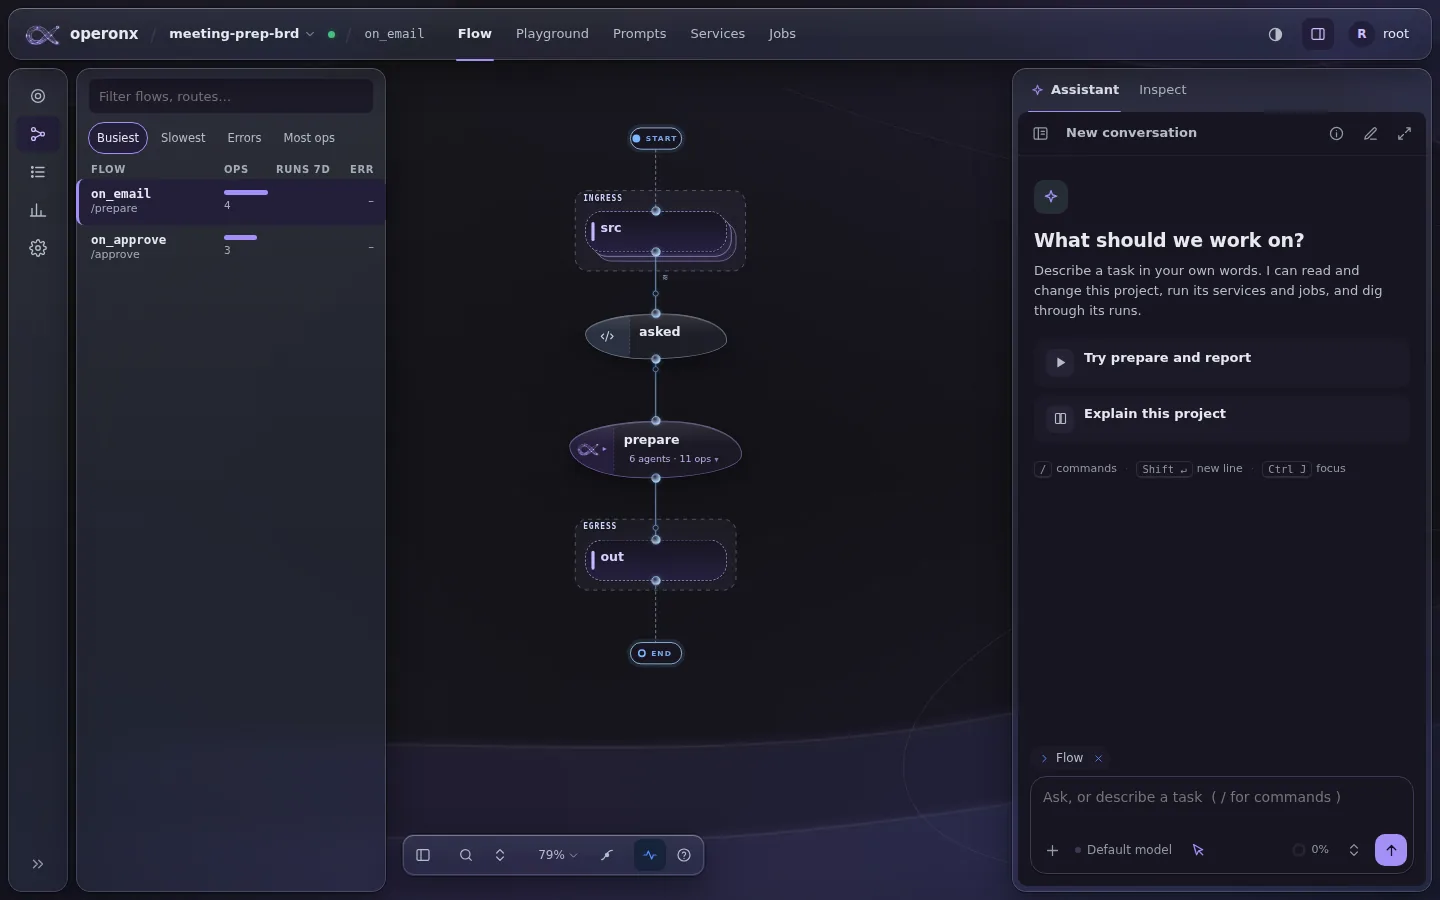 operonx / meeting-prep-brd / on_email Flow Playground Prompts Services Jobs R root
Filter flows, routes...
Busiest Slowest Errors Most ops
FLOW OPS RUNS 7D ERR
on_email
/prepare 4 –
on_approve
/approve 3 –
START
INGRESS
src
≋
</> asked
prepare
6 agents · 11 ops ▾
EGRESS
out
END
79%
Assistant Inspect
New conversation
What should we work on?
Describe a task in your own words. I can read and
change this project, run its services and jobs, and dig
through its runs.
Try prepare and report
Explain this project
/ commands · Shift ↵ new line · Ctrl J focus
Flow
Ask, or describe a task ( / for commands )
Default model 0%